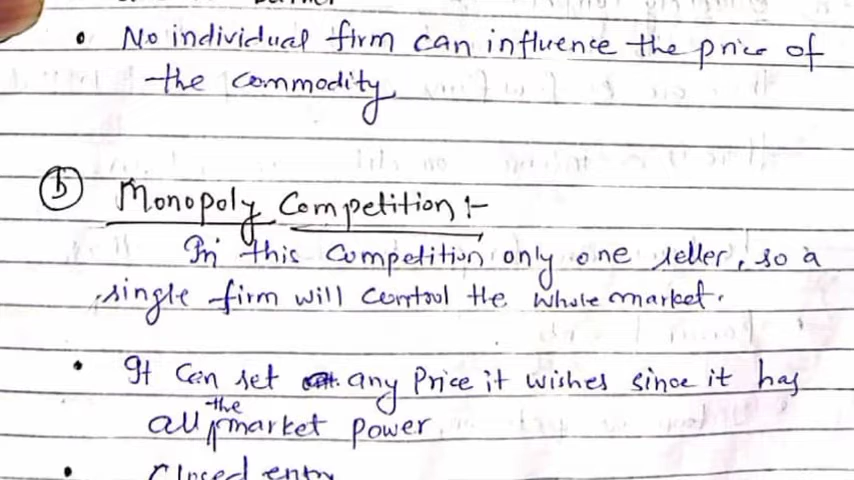 • No individual firm can influence the price of
the commodity.
(b) Monopoly Competition :-
In this Competition only one seller, so a
single firm will control the whole market.
• It can set any price it wishes since it has
all the market power
• Closed entry